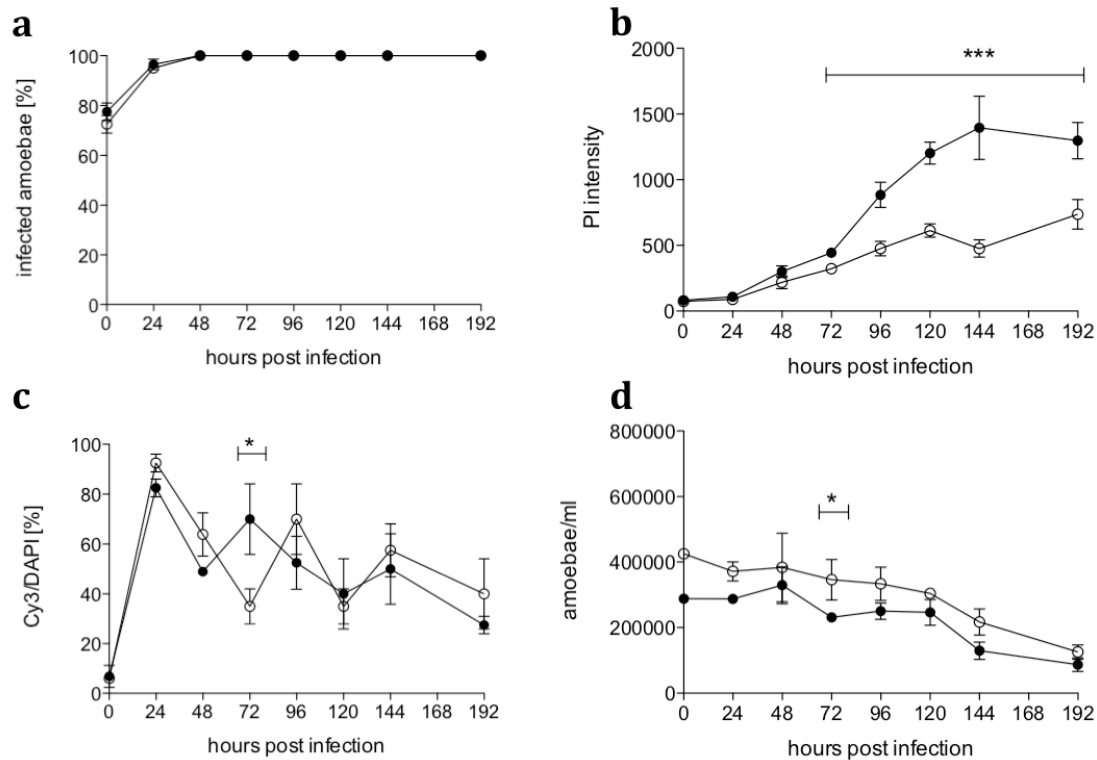 a
infected amoebae [%]
100
80
60
40
20
0
0 24 48 72 96 120 144 168 192
hours post infection
b
PI intensity
2000
1500
1000
500
0
***
0 24 48 72 96 120 144 168 192
hours post infection
c
Cy3/DAPI [%]
100
80
60
40
20
0
*
0 24 48 72 96 120 144 168 192
hours post infection
d
amoebae/ml
800000
600000
400000
200000
0
*
0 24 48 72 96 120 144 168 192
hours post infection